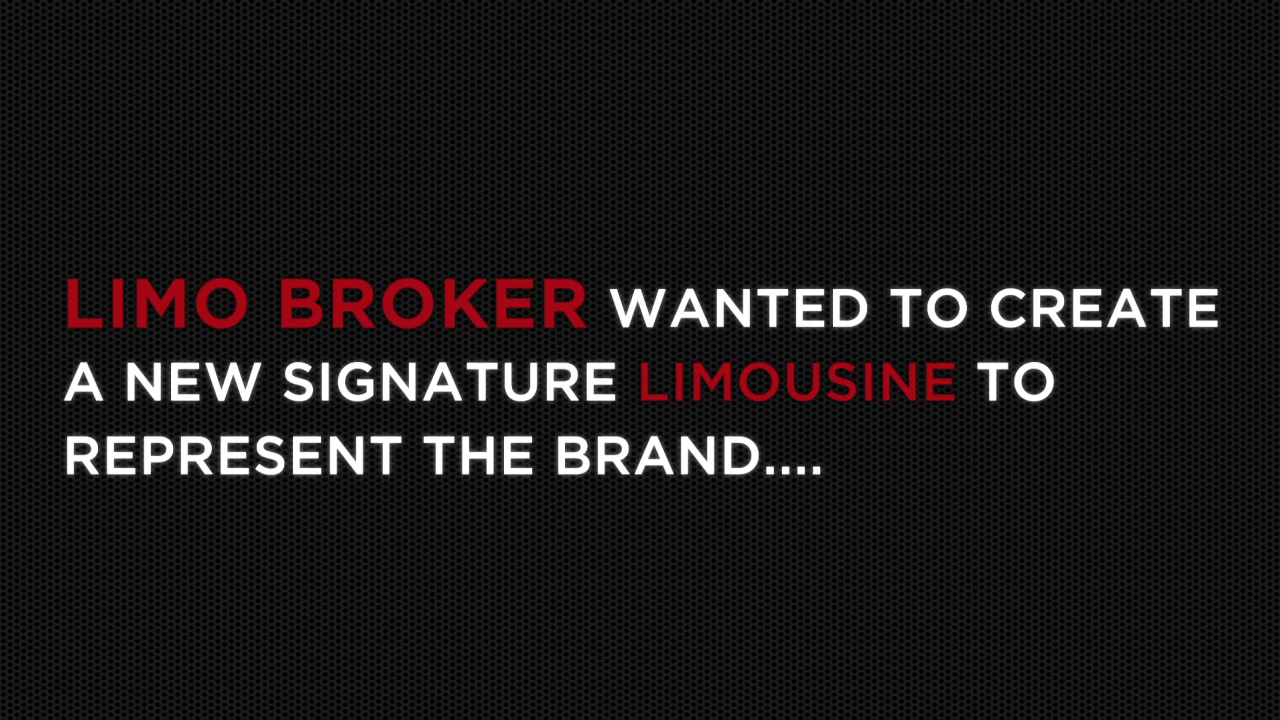 LIMO BROKER WANTED TO CREATE
A NEW SIGNATURE LIMOUSINE TO
REPRESENT THE BRAND....